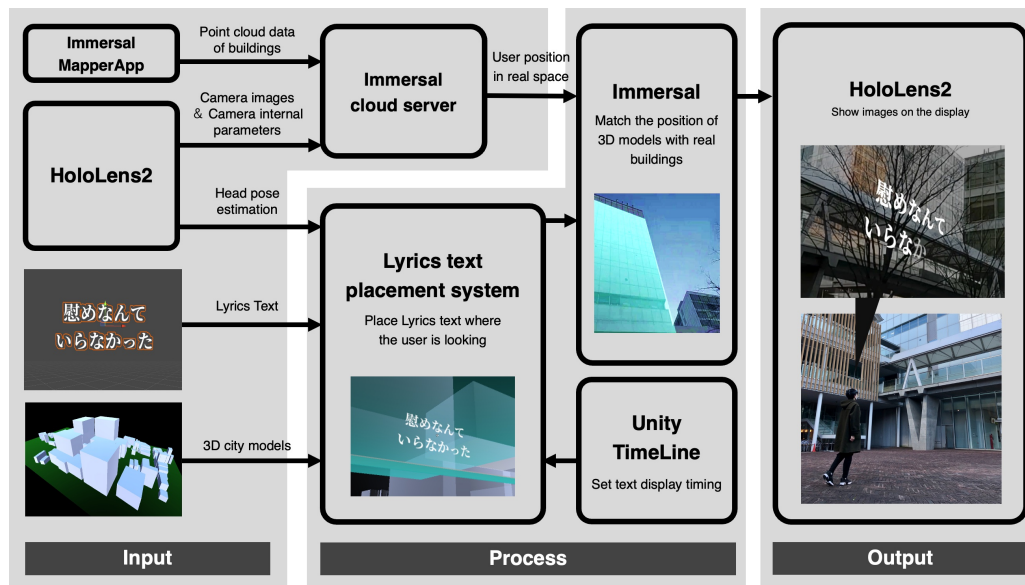 Immersal
MapperApp
Point cloud data
of buildings
Immersal
cloud server
User position
in real space
Camera images
& Camera internal
parameters
HoloLens2
Head pose
estimation
慰めなんて
いらなかった
Lyrics Text
3D city models
Lyrics text
placement system
Place Lyrics text where
the user is looking
慰めなんて
いらなかった
Immersal
Match the position of
3D models with real
buildings
Unity
TimeLine
Set text display timing
HoloLens2
Show images on the display
慰めなんて
いらなか
Input
Process
Output